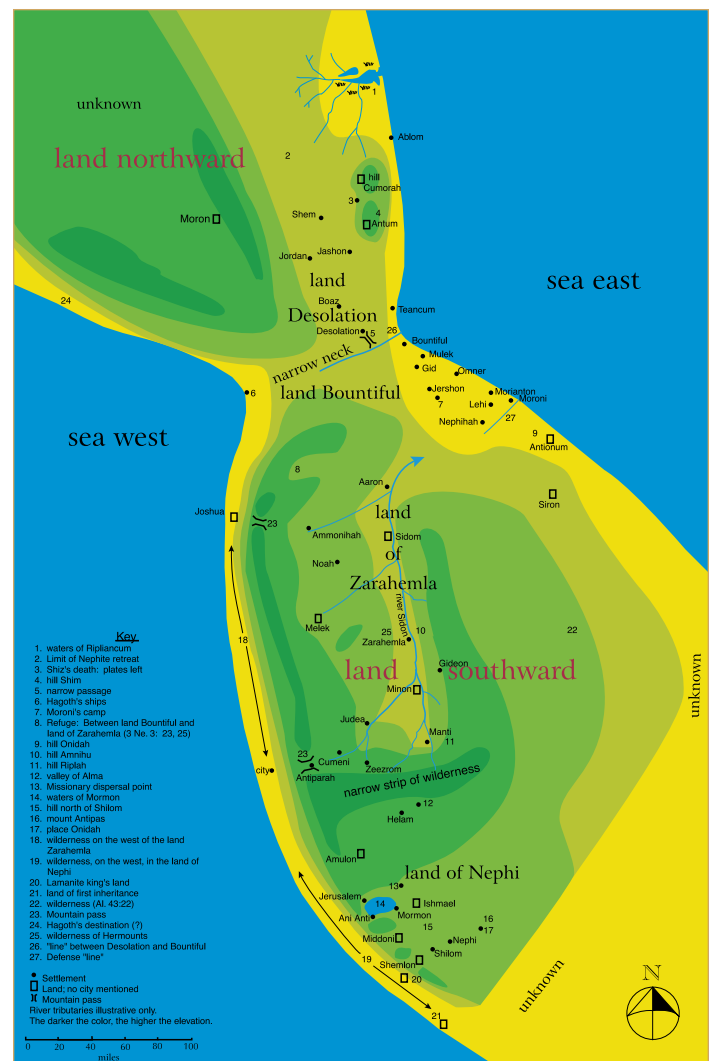 unknown
land northward
1
Ablom
2
hill
Cumorah
3
4
Shem
Moron
Antum
Jashon
Jordan
land
sea east
24
Boaz
Teancum
Desolation
Desolation
5
26
Bountiful
narrow neck
Mulek
Gid
Omner
6
land Bountiful
Jershon
7
Morianton
Lehi
Moroni
27
Nephihah
sea west
9
Antionum
8
Aaron
Siron
Joshua
23
land
Ammonihah
Sidom
of
Noah
Zarahemla
river Sidon
Melek
25
10
22
Zarahemla
18
Gideon
land southward
Minon
unknown
Judea
Manti
11
23
Cumeni
city
Antiparah
Zeezrom
narrow strip of wilderness
12
Helam
Amulon
land of Nephi
13
Jerusalem
14
Ishmael
Mormon
Ani Anti
15
16
17
Middoni
Nephi
Shilom
19
Shemlon
20
unknown
21
N
Key
1. waters of Ripliancum
2. Limit of Nephite retreat
3. Shiz's death: plates left
4. hill Shim
5. narrow passage
6. Hagoth's ships
7. Moroni's camp
8. Refuge: Between land Bountiful and
land of Zarahemla (3 Ne. 3: 23, 25)
9. hill Onidah
10. hill Amnihu
11. hill Riplah
12. valley of Alma
13. Missionary dispersal point
14. waters of Mormon
15. hill north of Shilom
16. mount Antipas
17. place Onidah
18. wilderness on the west of the land
Zarahemla
19. wilderness, on the west, in the land of
Nephi
20. Lamanite king's land
21. land of first inheritance
22. wilderness (Al. 43:22)
23. Mountain pass
24. Hagoth's destination (?)
25. wilderness of Hermounts
26. "line" between Desolation and Bountiful
27. Defense "line"
Settlement
Land; no city mentioned
Mountain pass
River tributaries illustrative only.
The darker the color, the higher the elevation.
0 20 40 60 80 100
miles